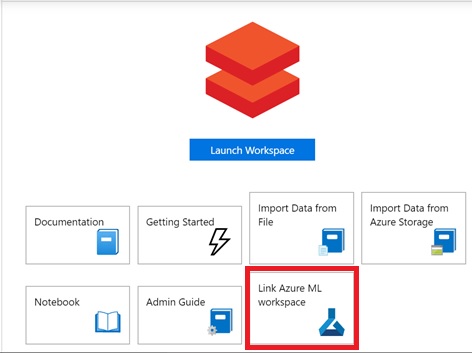 Launch Workspace
Documentation
Getting Started
Import Data from
File
Import Data from
Azure Storage
Notebook
Admin Guide
Link Azure ML
workspace